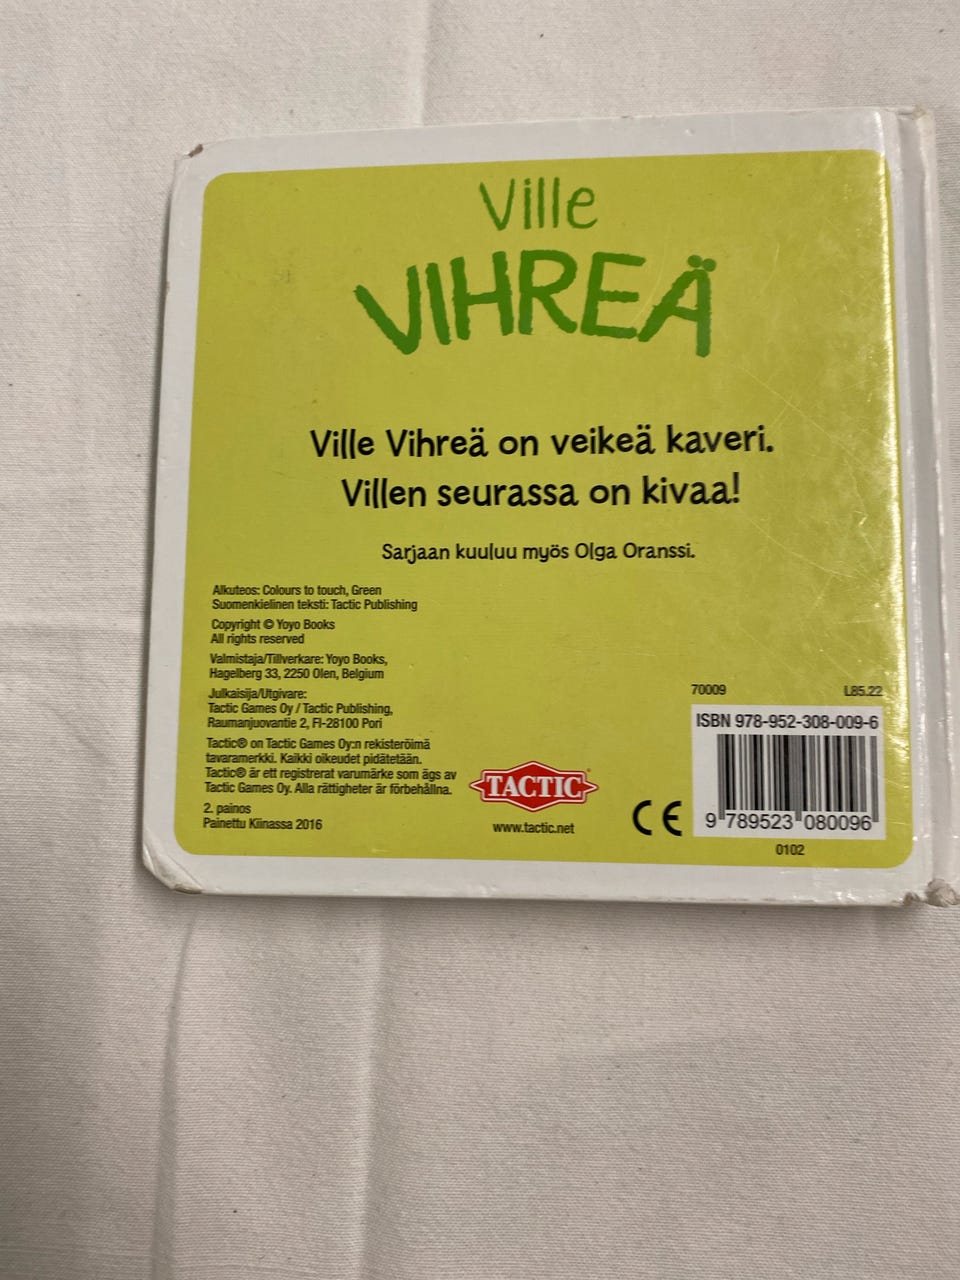 Ville
VIHREÄ
Ville Vihreä on veikeä kaveri.
Villen seurassa on kivaa!
Sarjaan kuuluu myös Olga Oranssi.
Alkuteos: Colours to touch, Green
Suomenkielinen teksti: Tactic Publishing
Copyright © Yoyo Books
All rights reserved
Valmistaja/Tillverkare: Yoyo Books,
Hagelberg 33, 2250 Olen, Belgium
Julkaisija/Utgivare:
Tactic Games Oy / Tactic Publishing,
Raumanjuovantie 2, FI-28100 Pori
Tactic® on Tactic Games Oy:n rekisteröimä
tavaramerkki. Kaikki oikeudet pidätetään.
Tactic® är ett registrerat varumärke som ägs av
Tactic Games Oy. Alla rättigheter är förbehållna.
2. painos
Painettu Kiinassa 2016
TACTIC®
www.tactic.net
CE
70009 L85.22
ISBN 978-952-308-009-6
9 789523 080096
0102